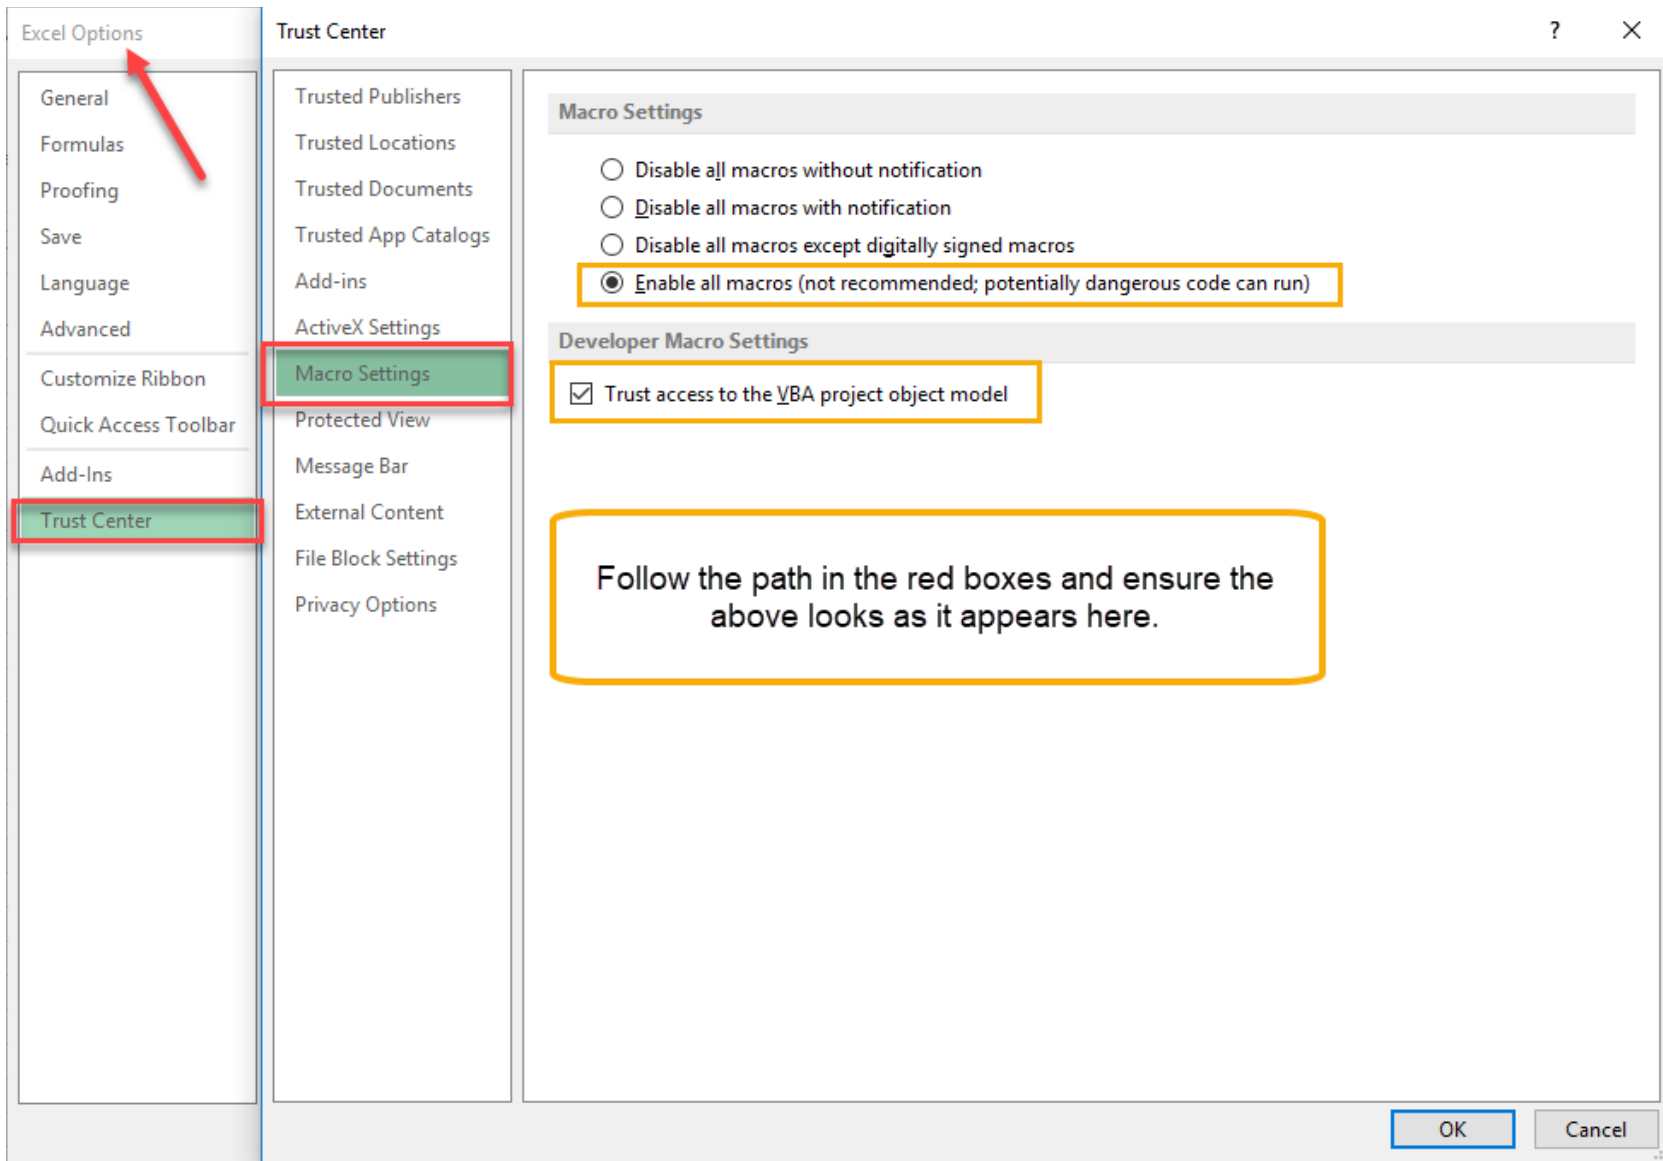 Excel Options
General
Formulas
Proofing
Save
Language
Advanced
Customize Ribbon
Quick Access Toolbar
Add-Ins
Trust Center
Trust Center
?
Trusted Publishers
Trusted Locations
Trusted Documents
Trusted App Catalogs
Add-ins
ActiveX Settings
Macro Settings
Protected View
Message Bar
External Content
File Block Settings
Privacy Options
Macro Settings
Disable all macros without notification
Disable all macros with notification
Disable all macros except digitally signed macros
Enable all macros (not recommended; potentially dangerous code can run)
Developer Macro Settings
Trust access to the VBA project object model
Follow the path in the red boxes and ensure the
above looks as it appears here.
OK
Cancel